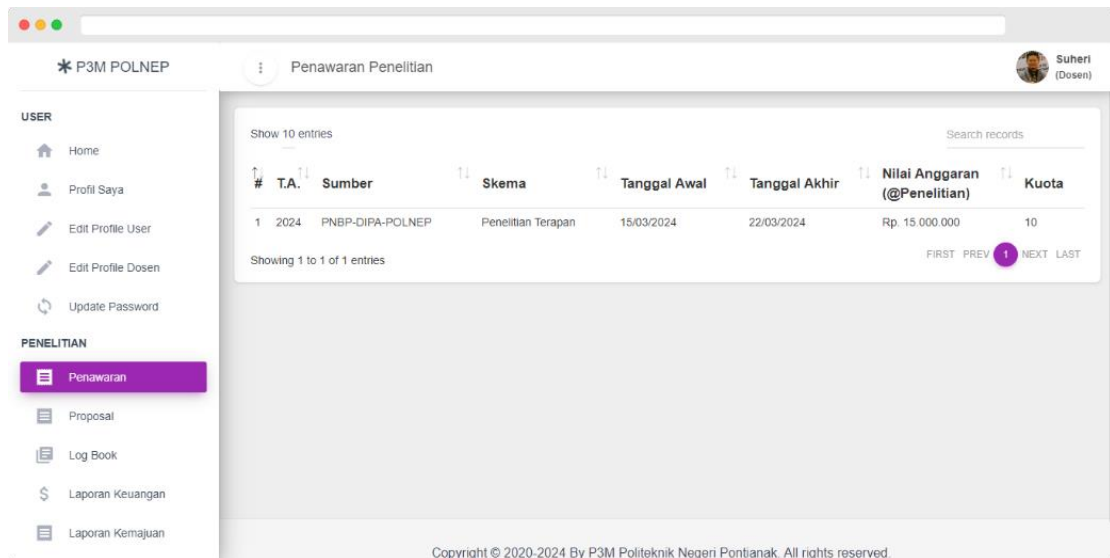 P3M POLNEP
Penawaran Penelitian
Suheri
(Dosen)
USER
Home
Profil Saya
Edit Profile User
Edit Profile Dosen
Update Password
PENELITIAN
Penawaran
Proposal
Log Book
Laporan Keuangan
Laporan Kemajuan
Show 10 entries
Search records
# T.A. Sumber Skema Tanggal Awal Tanggal Akhir Nilai Anggaran (@Penelitian) Kuota
1 2024 PNBP-DIPA-POLNEP Penelitian Terapan 15/03/2024 22/03/2024 Rp. 15.000.000 10
Showing 1 to 1 of 1 entries
FIRST PREV 1 NEXT LAST
Copyright © 2020-2024 By P3M Politeknik Negeri Pontianak. All rights reserved.